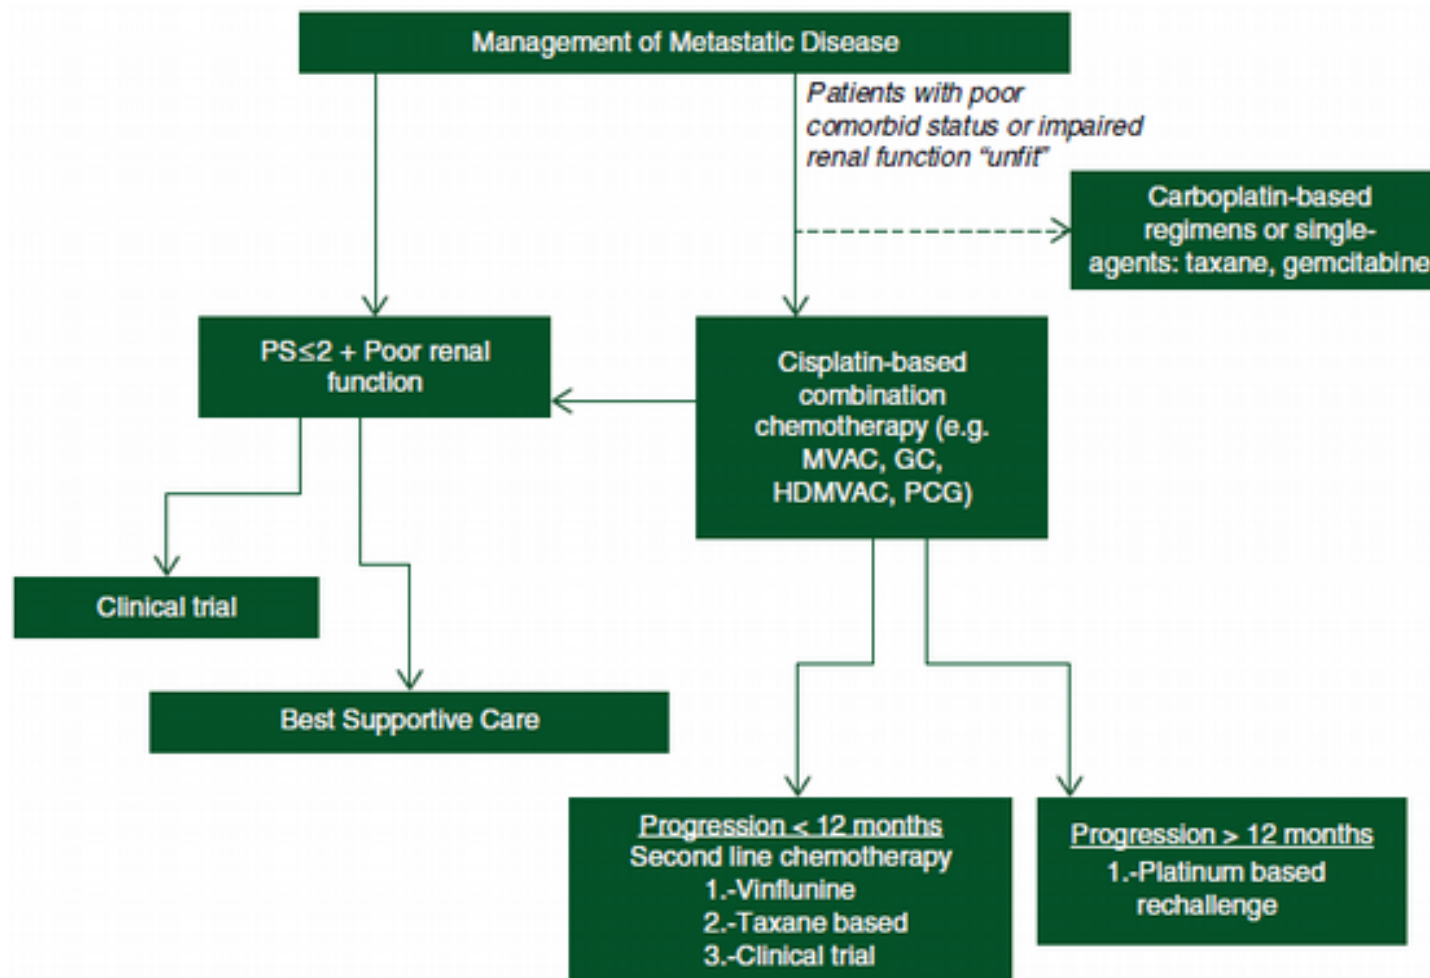 Management of Metastatic Disease
Patients with poor
comorbid status or impaired
renal function “unfit”
Carboplatin-based
regimens or single-
agents: taxane, gemcitabine
PS≤2 + Poor renal
function
Cisplatin-based
combination
chemotherapy (e.g.
MVAC, GC,
HDMVAC, PCG)
Clinical trial
Best Supportive Care
Progression < 12 months
Second line chemotherapy
1.-Vinflunine
2.-Taxane based
3.-Clinical trial
Progression > 12 months
1.-Platinum based
rechallenge